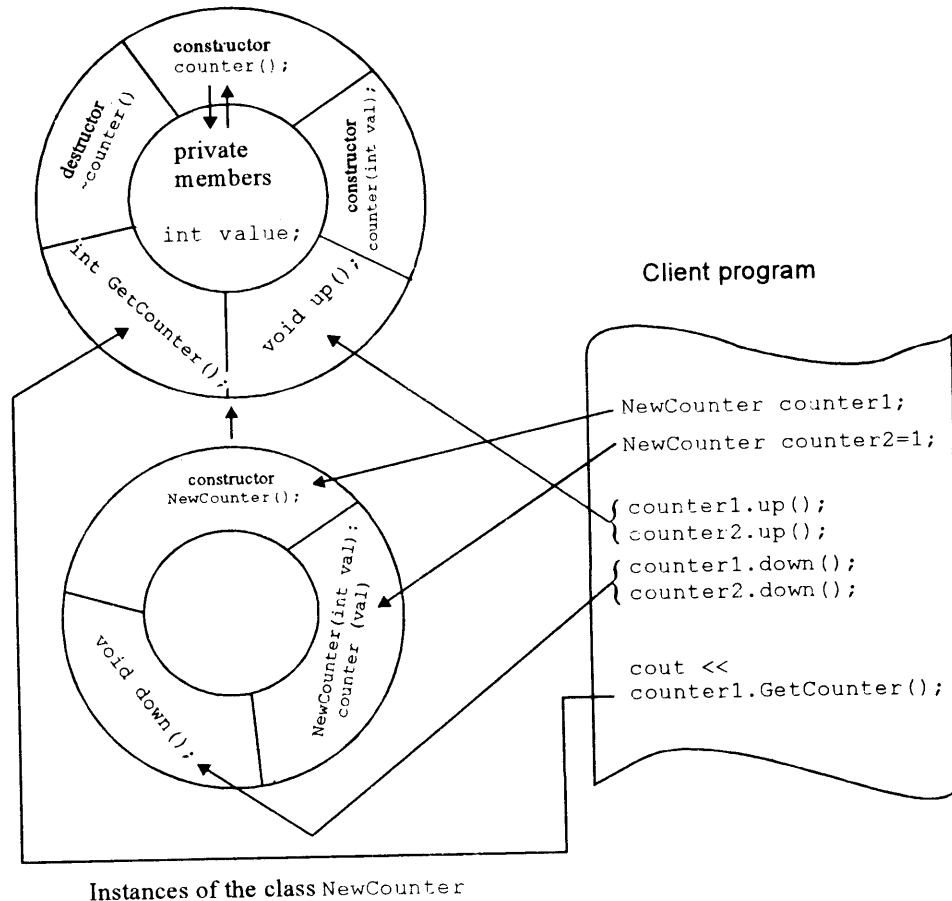 constructor
counter();
destructor
~counter()
private
members
int value;
constructor
counter(int val);
int GetCounter();
void up();
Client program
NewCounter counter1;
NewCounter counter2=1;
{ counter1.up();
{ counter2.up();
{ counter1.down();
{ counter2.down();
cout <<
counter1.GetCounter();
constructor
NewCounter();
NewCounter(int val):
counter (val)
void down();
Instances of the class NewCounter